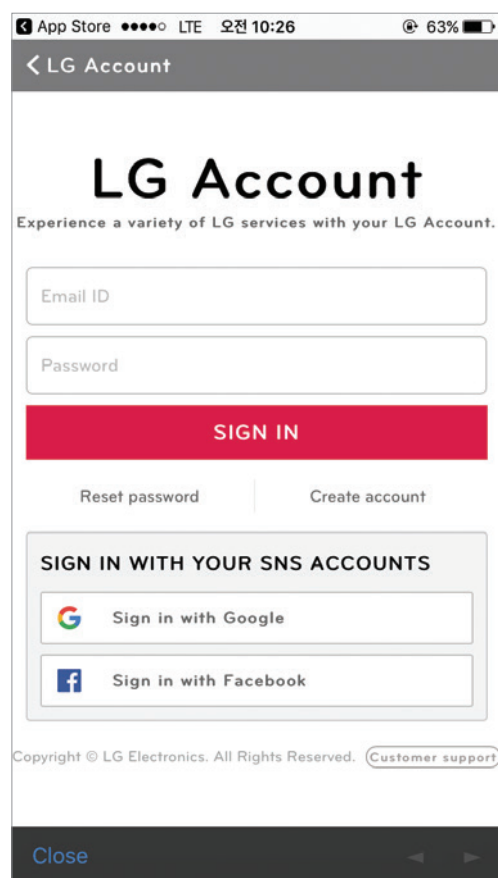 App Store LTE 오전 10:26 63%
LG Account
LG Account
Experience a variety of LG services with your LG Account.
Email ID
Password
SIGN IN
Reset password Create account
SIGN IN WITH YOUR SNS ACCOUNTS
Sign in with Google
Sign in with Facebook
Copyright © LG Electronics. All Rights Reserved. Customer support
Close